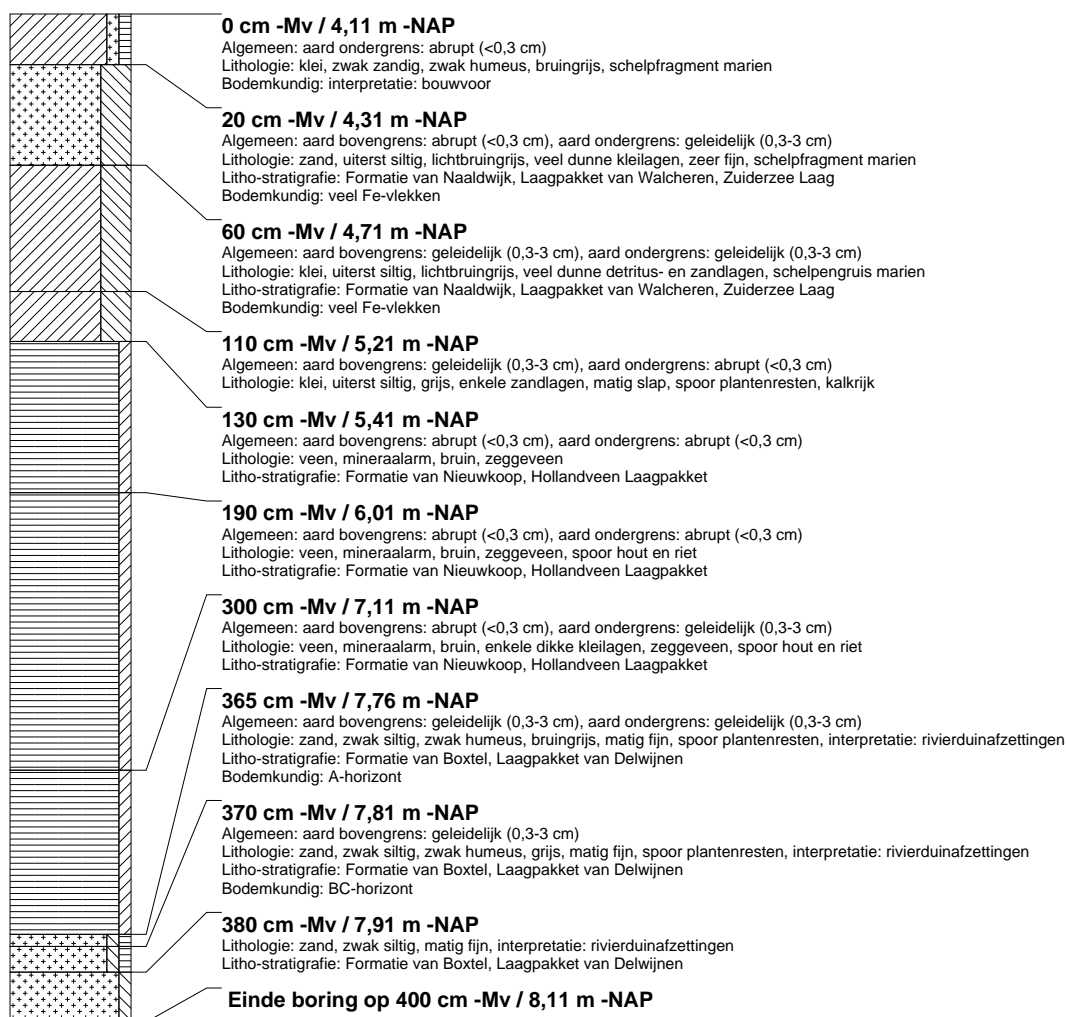 0 cm -Mv / 4,11 m -NAP
Algemeen: aard ondergrens: abrupt (<0,3 cm)
Lithologie: klei, zwak zandig, zwak humeus, bruingrijs, schelpfragment marien
Bodemkundig: interpretatie: bouwvoor
20 cm -Mv / 4,31 m -NAP
Algemeen: aard bovengrens: abrupt (<0,3 cm), aard ondergrens: geleidelijk (0,3-3 cm)
Lithologie: zand, uiterst siltig, lichtbruingrijs, veel dunne kleilagen, zeer fijn, schelpfragment marien
Litho-stratigrafie: Formatie van Naaldwijk, Laagpakket van Walcheren, Zuiderzee Laag
Bodemkundig: veel Fe-vlekken
60 cm -Mv / 4,71 m -NAP
Algemeen: aard bovengrens: geleidelijk (0,3-3 cm), aard ondergrens: geleidelijk (0,3-3 cm)
Lithologie: klei, uiterst siltig, lichtbruingrijs, veel dunne detritus- en zandlagen, schelpengruis marien
Litho-stratigrafie: Formatie van Naaldwijk, Laagpakket van Walcheren, Zuiderzee Laag
Bodemkundig: veel Fe-vlekken
110 cm -Mv / 5,21 m -NAP
Algemeen: aard bovengrens: geleidelijk (0,3-3 cm), aard ondergrens: abrupt (<0,3 cm)
Lithologie: klei, uiterst siltig, grijs, enkele zandlagen, matig slap, spoor plantenresten, kalkrijk
130 cm -Mv / 5,41 m -NAP
Algemeen: aard bovengrens: abrupt (<0,3 cm), aard ondergrens: abrupt (<0,3 cm)
Lithologie: veen, mineraalarm, bruin, zeggeveen
Litho-stratigrafie: Formatie van Nieuwkoop, Hollandveen Laagpakket
190 cm -Mv / 6,01 m -NAP
Algemeen: aard bovengrens: abrupt (<0,3 cm), aard ondergrens: abrupt (<0,3 cm)
Lithologie: veen, mineraalarm, bruin, zeggeveen, spoor hout en riet
Litho-stratigrafie: Formatie van Nieuwkoop, Hollandveen Laagpakket
300 cm -Mv / 7,11 m -NAP
Algemeen: aard bovengrens: abrupt (<0,3 cm), aard ondergrens: geleidelijk (0,3-3 cm)
Lithologie: veen, mineraalarm, bruin, enkele dikke kleilagen, zeggeveen, spoor hout en riet
Litho-stratigrafie: Formatie van Nieuwkoop, Hollandveen Laagpakket
365 cm -Mv / 7,76 m -NAP
Algemeen: aard bovengrens: geleidelijk (0,3-3 cm), aard ondergrens: geleidelijk (0,3-3 cm)
Lithologie: zand, zwak siltig, zwak humeus, bruingrijs, matig fijn, spoor plantenresten, interpretatie: rivierduinafzettingen
Litho-stratigrafie: Formatie van Boxtel, Laagpakket van Delwijnen
Bodemkundig: A-horizont
370 cm -Mv / 7,81 m -NAP
Algemeen: aard bovengrens: geleidelijk (0,3-3 cm)
Lithologie: zand, zwak siltig, zwak humeus, grijs, matig fijn, spoor plantenresten, interpretatie: rivierduinafzettingen
Litho-stratigrafie: Formatie van Boxtel, Laagpakket van Delwijnen
Bodemkundig: BC-horizont
380 cm -Mv / 7,91 m -NAP
Lithologie: zand, zwak siltig, matig fijn, interpretatie: rivierduinafzettingen
Litho-stratigrafie: Formatie van Boxtel, Laagpakket van Delwijnen
Einde boring op 400 cm -Mv / 8,11 m -NAP